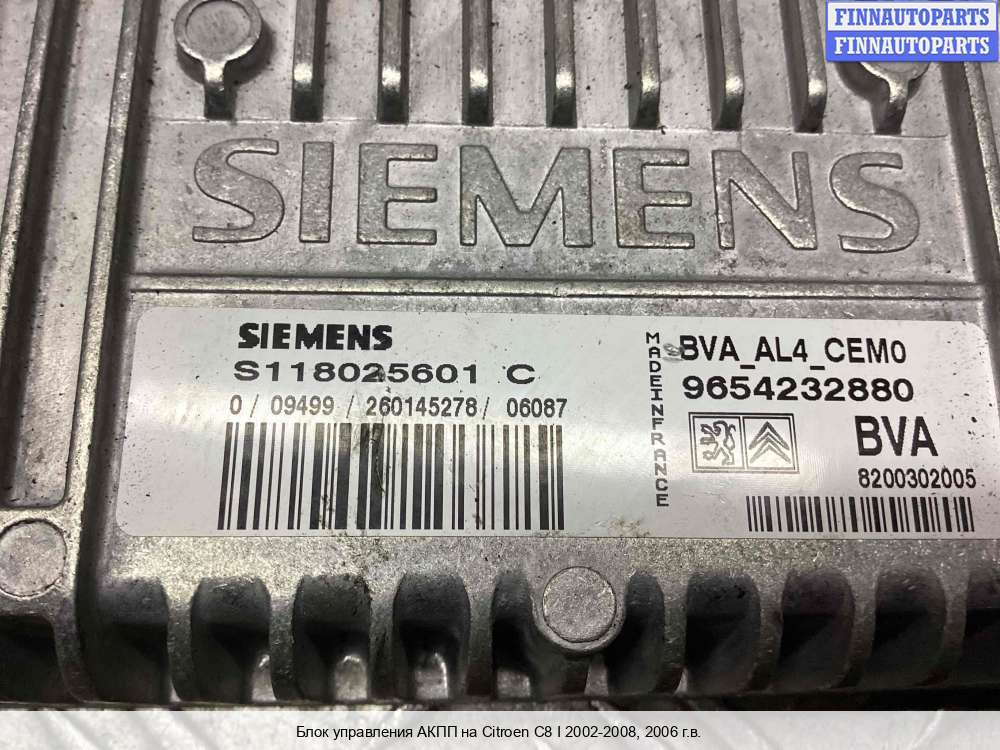 FINNAUTOPARTS
FINNAUTOPARTS
SIEMENS
SIEMENS
S118025601 C
0/ 09499 / 260145278/ 06087
MADEINFRANCE
BVA_AL4_CEM0
9654232880
BVA
8200302005
Блок управления АКПП на Citroen C8 I 2002-2008, 2006 г.в.